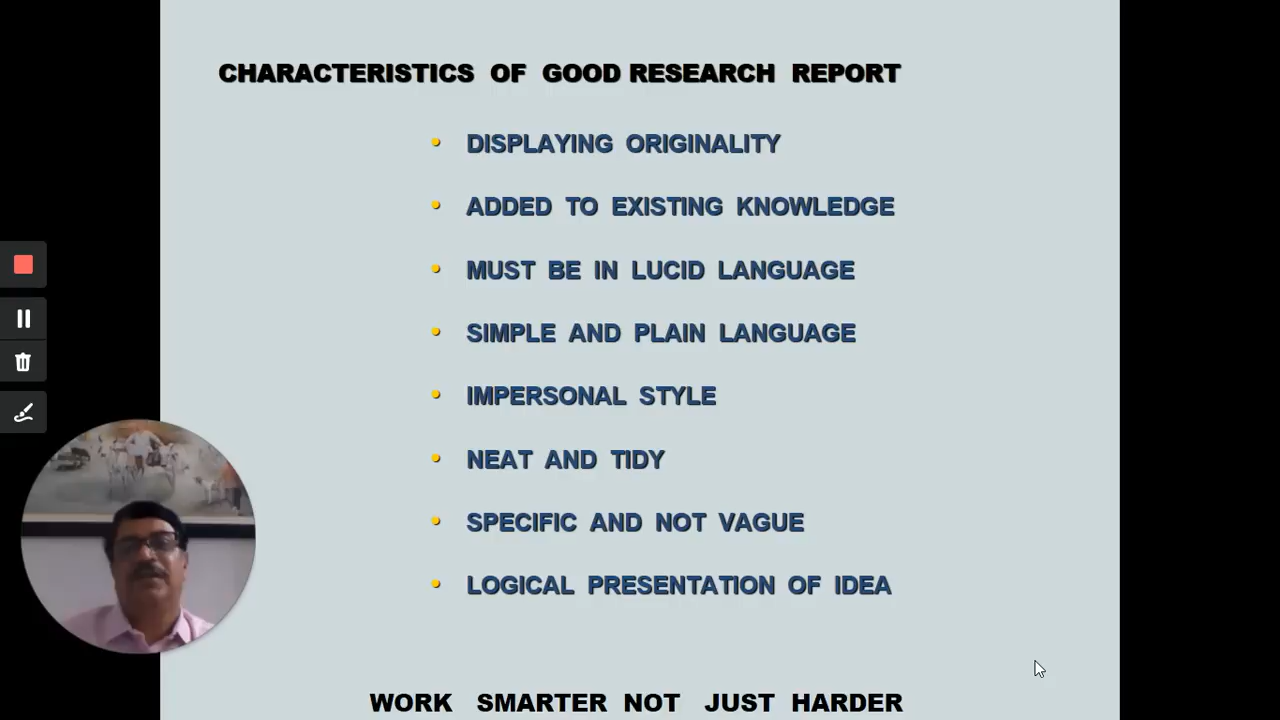 CHARACTERISTICS OF GOOD RESEARCH REPORT
• DISPLAYING ORIGINALITY
• ADDED TO EXISTING KNOWLEDGE
• MUST BE IN LUCID LANGUAGE
• SIMPLE AND PLAIN LANGUAGE
• IMPERSONAL STYLE
• NEAT AND TIDY
• SPECIFIC AND NOT VAGUE
• LOGICAL PRESENTATION OF IDEA
WORK SMARTER NOT JUST HARDER